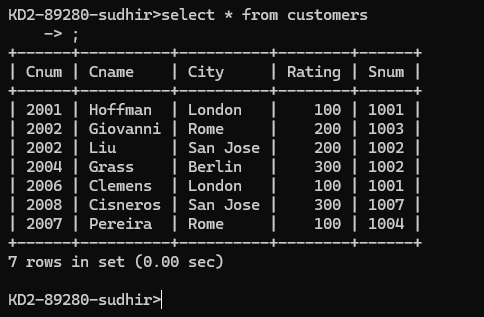 KD2-89280-sudhir>select * from customers
    -> ;
+------+----------+----------+--------+------+
| Cnum | Cname    | City     | Rating | Snum |
+------+----------+----------+--------+------+
| 2001 | Hoffman  | London   |    100 | 1001 |
| 2002 | Giovanni | Rome     |    200 | 1003 |
| 2002 | Liu      | San Jose |    200 | 1002 |
| 2004 | Grass    | Berlin   |    300 | 1002 |
| 2006 | Clemens  | London   |    100 | 1001 |
| 2008 | Cisneros | San Jose |    300 | 1007 |
| 2007 | Pereira  | Rome     |    100 | 1004 |
+------+----------+----------+--------+------+
7 rows in set (0.00 sec)
KD2-89280-sudhir>